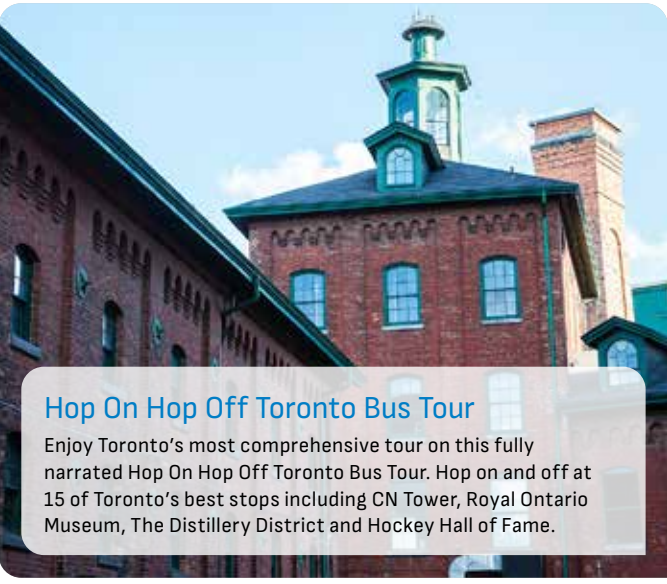 Hop On Hop Off Toronto Bus Tour
Enjoy Toronto's most comprehensive tour on this fully
narrated Hop On Hop Off Toronto Bus Tour. Hop on and off at
15 of Toronto's best stops including CN Tower, Royal Ontario
Museum, The Distillery District and Hockey Hall of Fame.